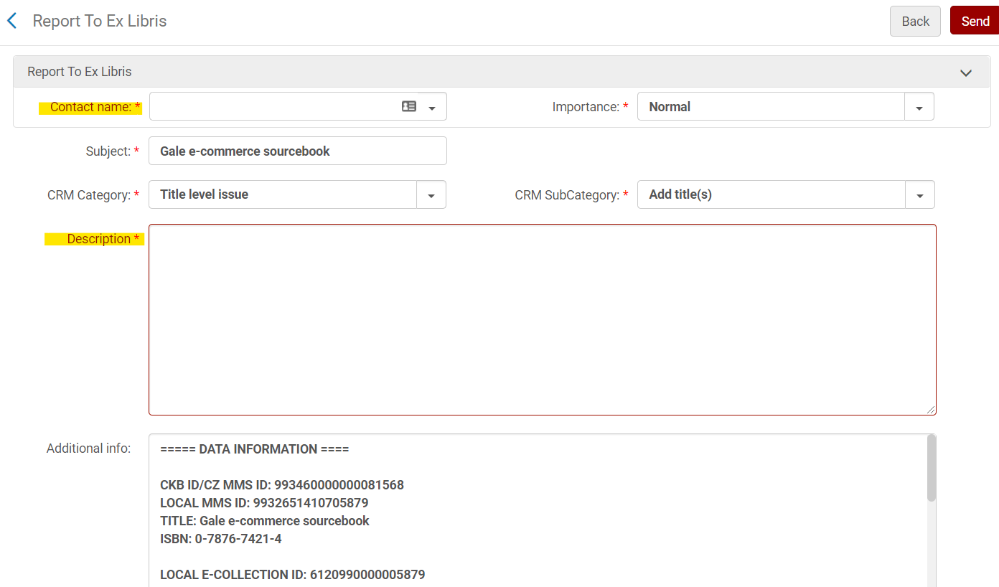 Report To Ex Libris
Back
Send
Report To Ex Libris
Contact name: *
Importance: *
Normal
Subject: *
Gale e-commerce sourcebook
CRM Category: *
Title level issue
CRM SubCategory: *
Add title(s)
Description *
Additional info:
===== DATA INFORMATION ====
CKB ID/CZ MMS ID: 993460000000081568
LOCAL MMS ID: 9932651410705879
TITLE: Gale e-commerce sourcebook
ISBN: 0-7876-7421-4
LOCAL E-COLLECTION ID: 6120990000005879